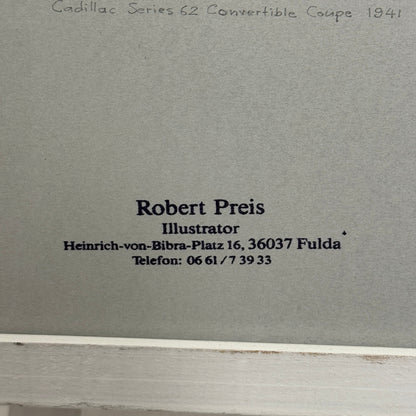 Cadillac Series 62 Convertible Coupe 1941
Robert Preis
Illustrator
Heinrich-von-Bibra-Platz 16, 36037 Fulda
Telefon: 06 61/7 39 33